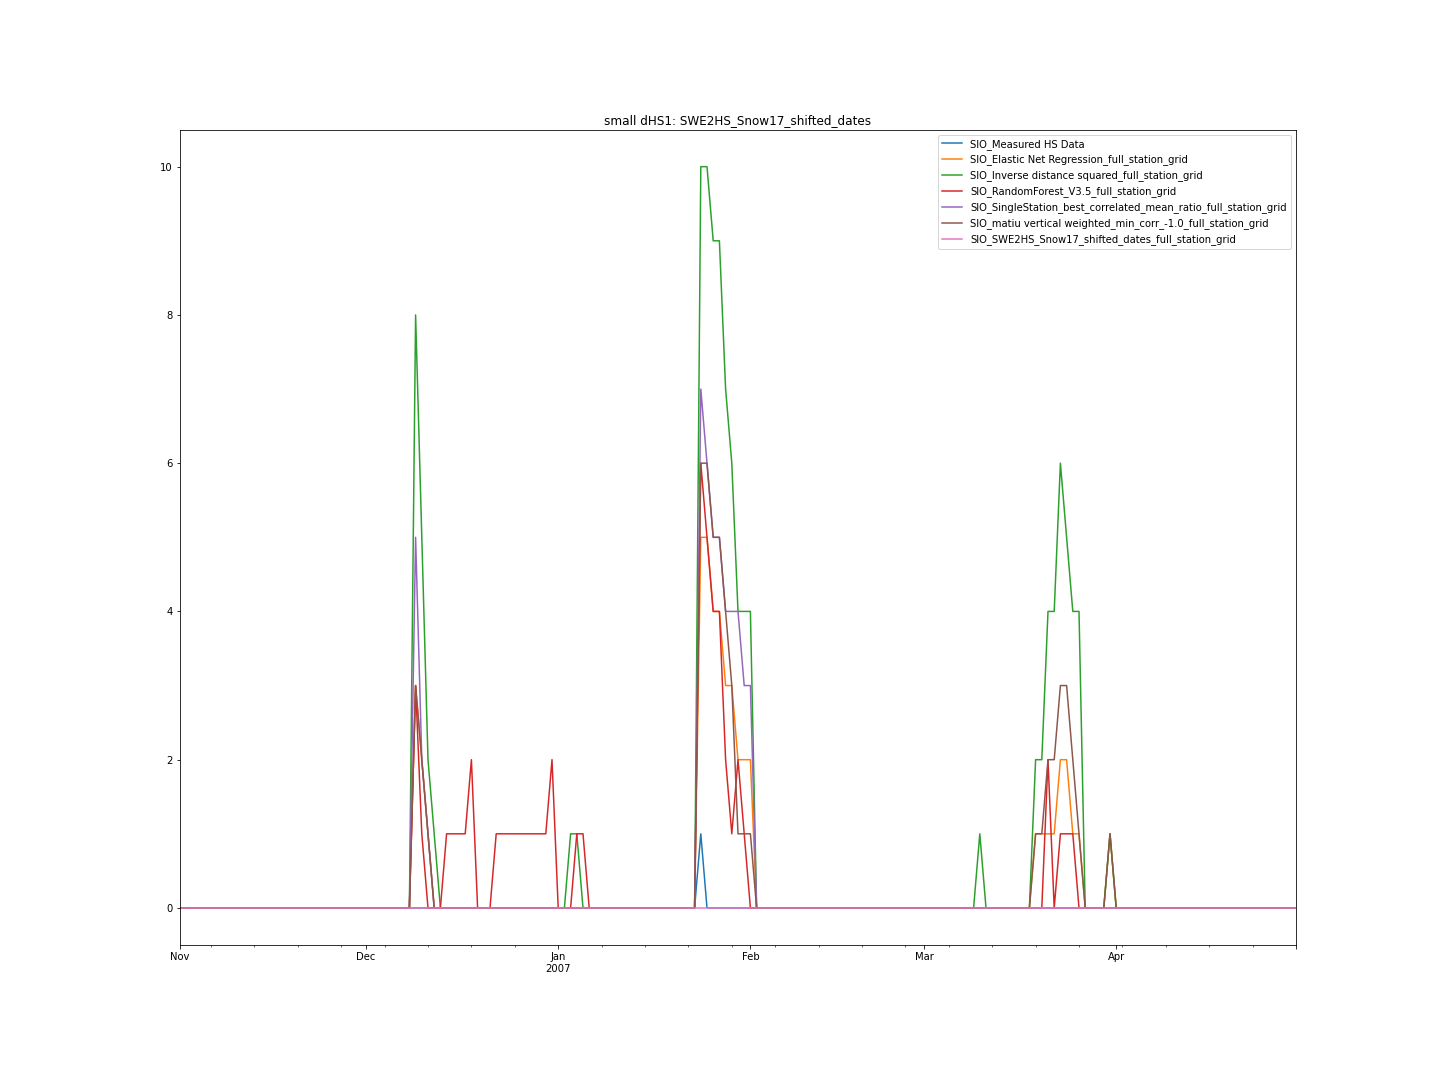 small dHS1: SWE2HS_Snow17_shifted_dates
SIO_Measured HS Data
SIO_Elastic Net Regression_full_station_grid
SIO_Inverse distance squared_full_station_grid
SIO_RandomForest_V3.5_full_station_grid
SIO_SingleStation_best_correlated_mean_ratio_full_station_grid
SIO_matiu vertical weighted_min_corr_-1.0_full_station_grid
SIO_SWE2HS_Snow17_shifted_dates_full_station_grid
10
8
6
4
2
0
Nov Dec Jan Feb Mar Apr
2007